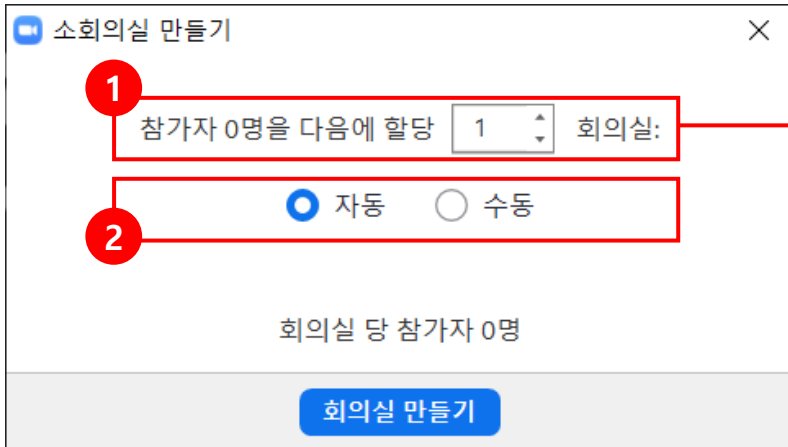 소회의실 만들기
1
참가자 0명을 다음에 할당 1 회의실:
2
자동 수동
회의실 당 참가자 0명
회의실 만들기